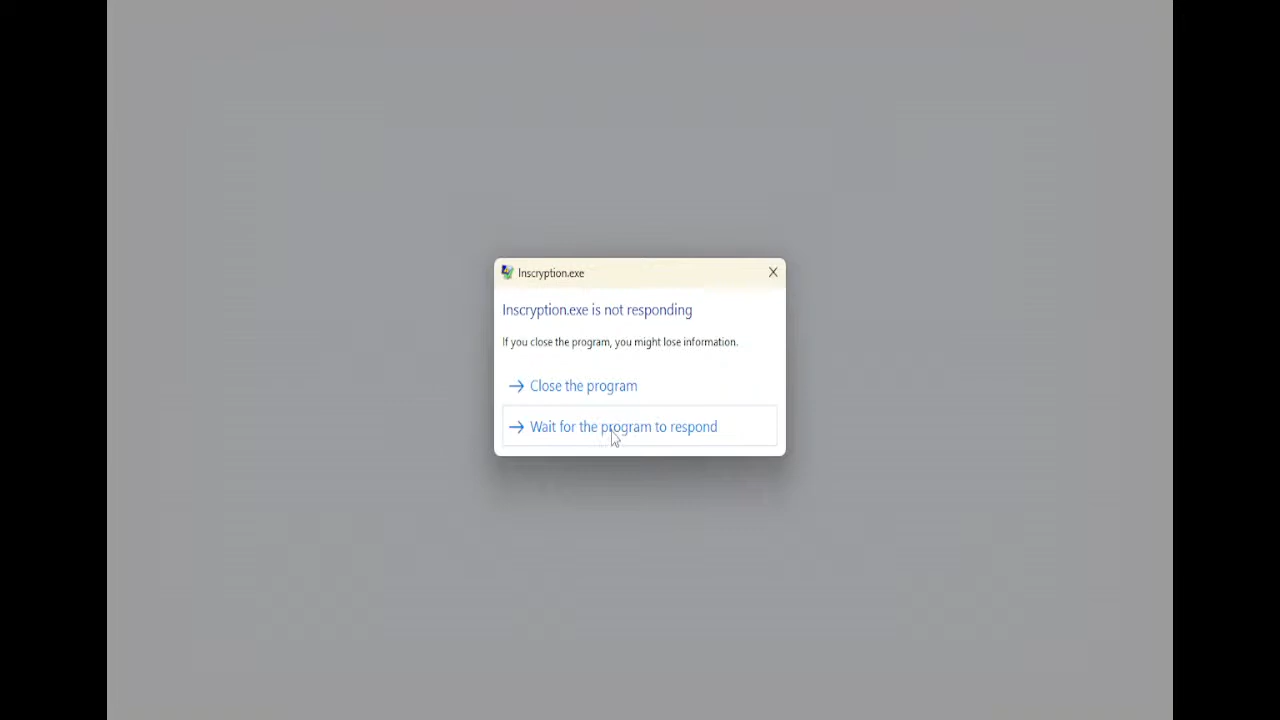 Inscryption.exe
Inscryption.exe is not responding
If you close the program, you might lose information.
Close the program
Wait for the program to respond